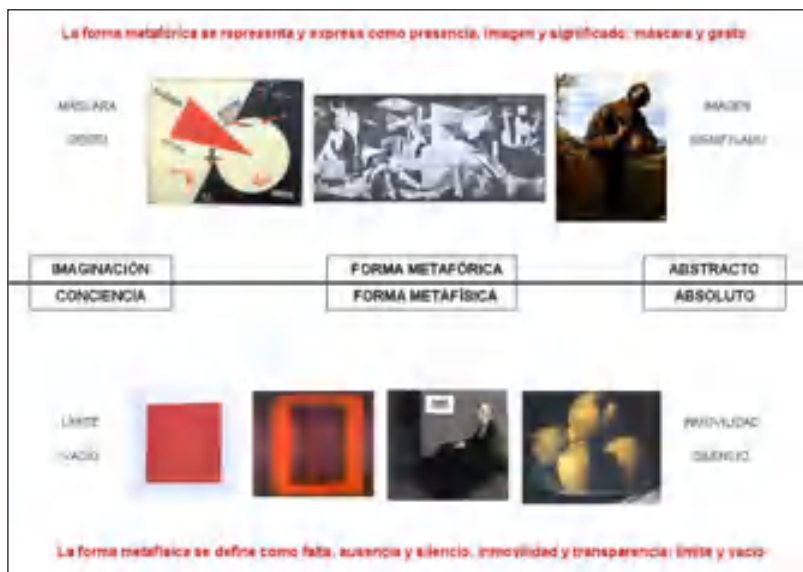 La forma metafórica se representa y expresa como presencia, imagen y significado: máscara y gesto
MÁSCARA
GESTO
IMAGEN
SIGNIFICADO
IMAGINACIÓN
FORMA METAFÓRICA
ABSTRACTO
CONCIENCIA
FORMA METAFÍSICA
ABSOLUTO
LÍMITE
VACÍO
INMOVILIDAD
SILENCIO
La forma metafísica se define como falta, ausencia y silencio, inmovilidad y transparencia: límite y vacío